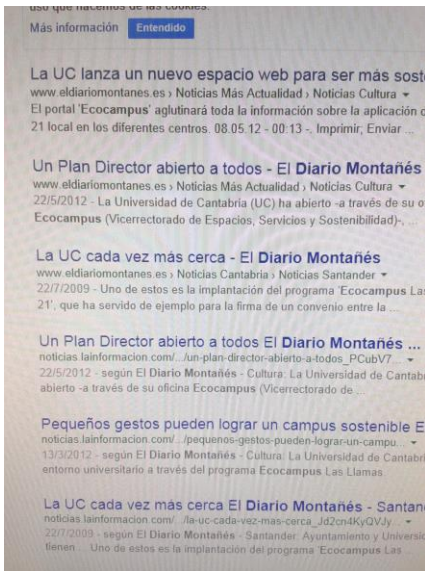 uso que hacemos de las cookies.
Más información Entendido
La UC lanza un nuevo espacio web para ser más sost
www.eldiariomontanes.es › Noticias Más Actualidad › Noticias Cultura
El portal 'Ecocampus' aglutinará toda la información sobre la aplicación
21 local en los diferentes centros. 08.05.12 - 00:13 -. Imprimir; Enviar ...
Un Plan Director abierto a todos - El Diario Montañés
www.eldiariomontanes.es › Noticias Más Actualidad › Noticias Cultura
22/5/2012 - La Universidad de Cantabria (UC) ha abierto -a través de su o
Ecocampus (Vicerrectorado de Espacios, Servicios y Sostenibilidad)-, ...
La UC cada vez más cerca - El Diario Montañés
www.eldiariomontanes.es › Noticias Cantabria › Noticias Santander
22/7/2009 - Uno de estos es la implantación del programa 'Ecocampus Las
21', que ha servido de ejemplo para la firma de un convenio entre la ...
Un Plan Director abierto a todos El Diario Montañés ...
noticias.lainformacion.com/.../un-plan-director-abierto-a-todos_PCubV7...
22/5/2012 - según El Diario Montañés - Cultura: La Universidad de Cantab
abierto -a través de su oficina Ecocampus (Vicerrectorado de ...
Pequeños gestos pueden lograr un campus sostenible E
noticias.lainformacion.com/.../pequenos-gestos-pueden-lograr-un-campu...
13/3/2012 - según El Diario Montañés - Cultura: La Universidad de Cantabri
entorno universitario a través del programa Ecocampus Las Llamas.
La UC cada vez más cerca El Diario Montañés - Santan
noticias.lainformacion.com/.../la-uc-cada-vez-mas-cerca_Jd2cn4KyQVJy...
22/7/2009 - según El Diario Montañés - Santander: Ayuntamiento y Universi
tienen ... Uno de estos es la implantación del programa 'Ecocampus Las